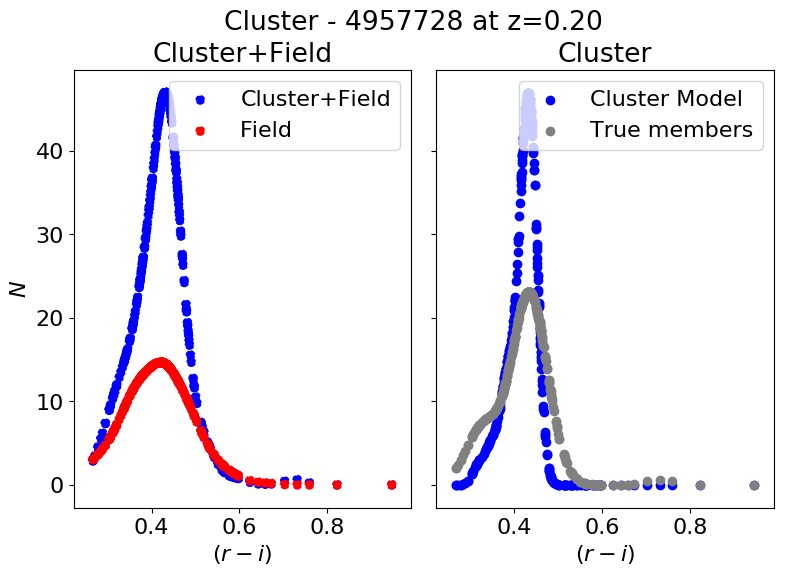 Cluster - 4957728 at z=0.20
Cluster+Field
Cluster+Field
Field
N
40
30
20
10
0
0.4 0.6 0.8
(r − i)
Cluster
Cluster Model
True members
0.4 0.6 0.8
(r − i)